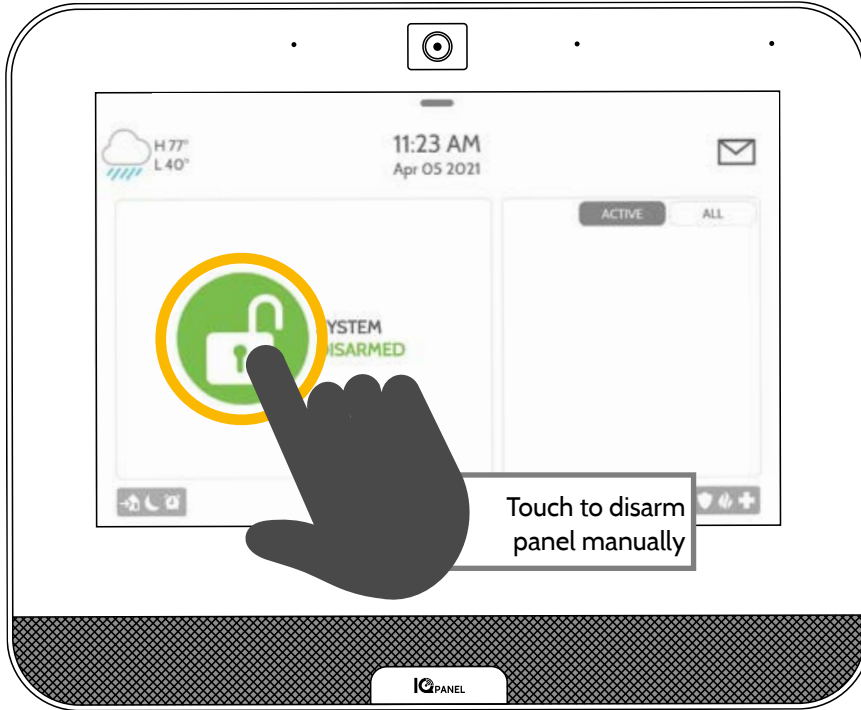 H 77°
L 40°
11:23 AM
Apr 05 2021
ACTIVE
ALL
YSTEM
ISARMED
Touch to disarm
panel manually
IQ PANEL